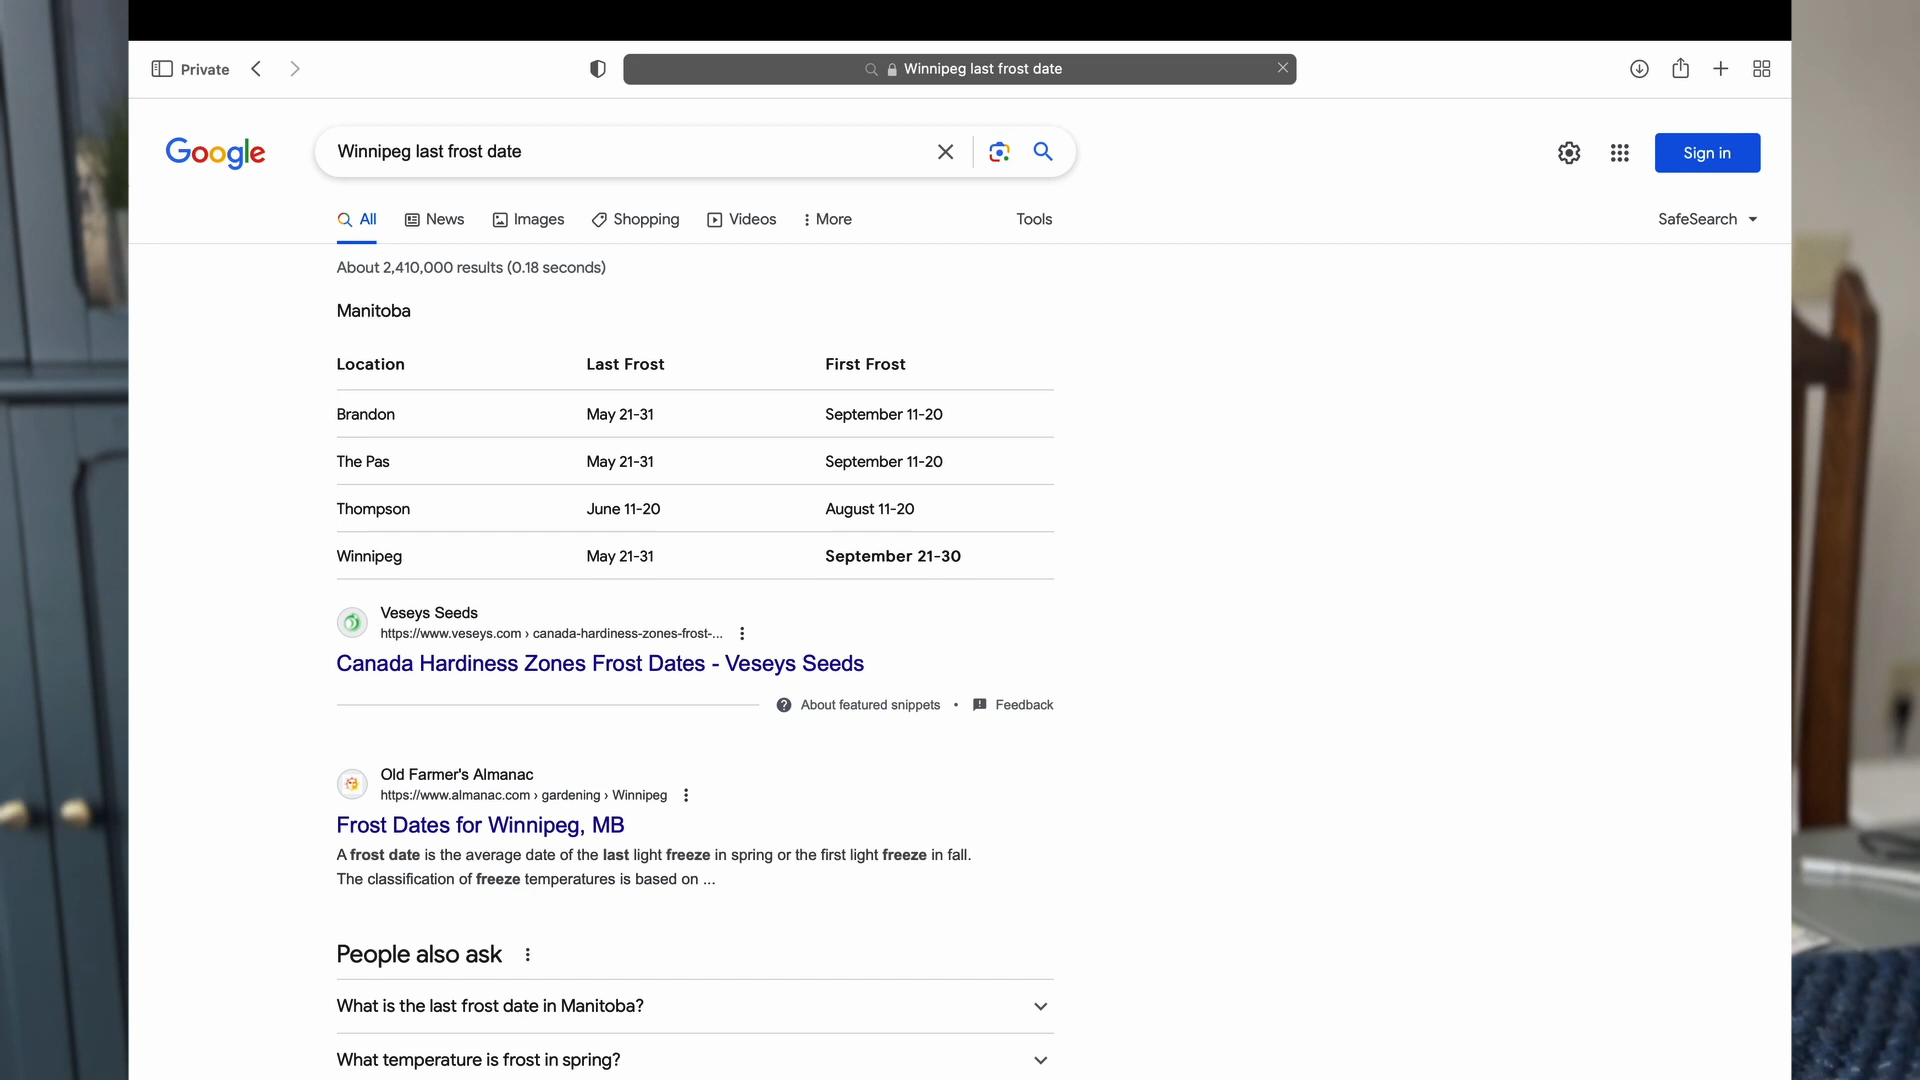 Private
Winnipeg last frost date
Google
Winnipeg last frost date
Sign in
All News Images Shopping Videos More Tools SafeSearch
About 2,410,000 results (0.18 seconds)
Manitoba
Location Last Frost First Frost
Brandon May 21-31 September 11-20
The Pas May 21-31 September 11-20
Thompson June 11-20 August 11-20
Winnipeg May 21-31 September 21-30
Veseys Seeds
https://www.veseys.com › canada-hardiness-zones-frost-...
Canada Hardiness Zones Frost Dates - Veseys Seeds
About featured snippets • Feedback
Old Farmer's Almanac
https://www.almanac.com › gardening › Winnipeg
Frost Dates for Winnipeg, MB
A frost date is the average date of the last light freeze in spring or the first light freeze in fall.
The classification of freeze temperatures is based on ...
People also ask
What is the last frost date in Manitoba?
What temperature is frost in spring?